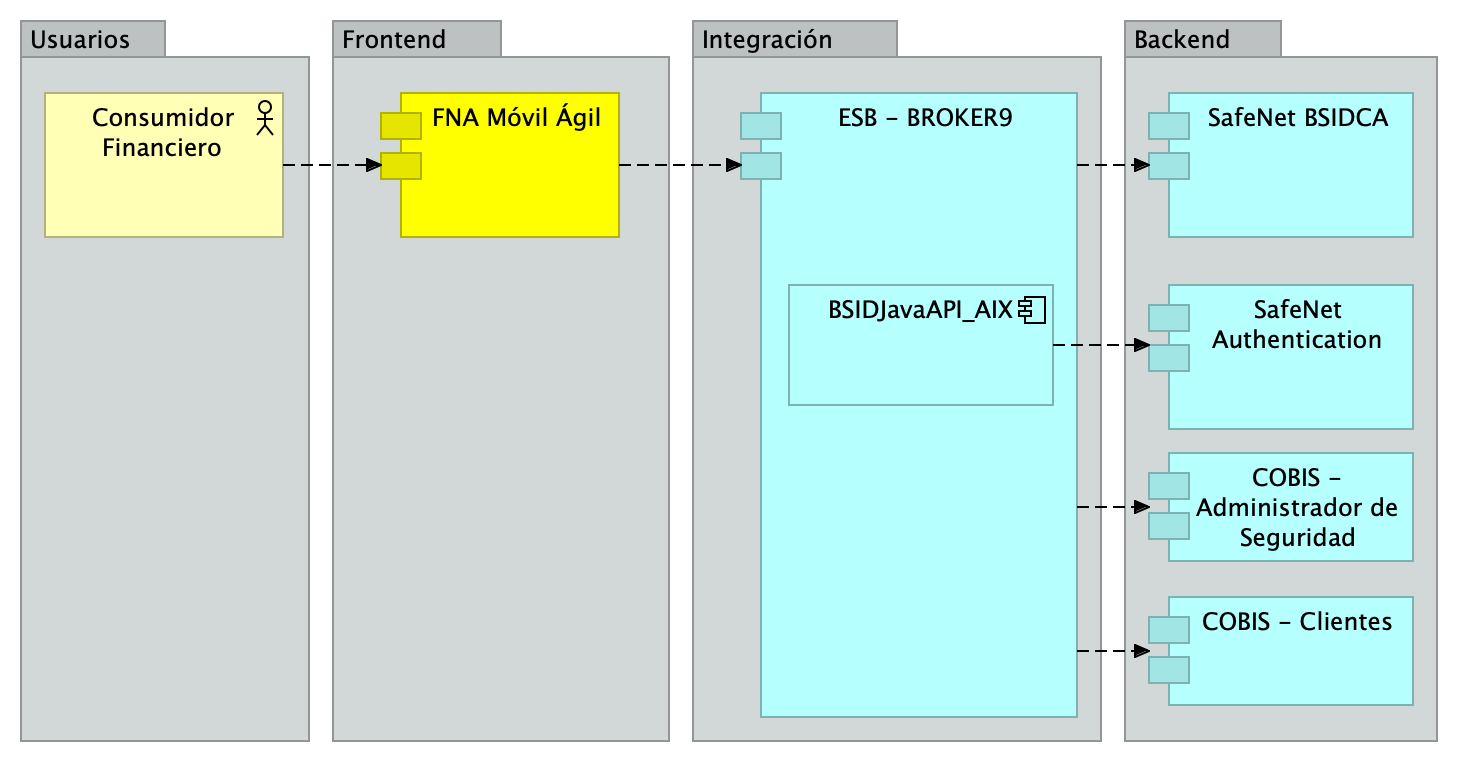 Usuarios
Consumidor
Financiero
Frontend
FNA Móvil Ágil
Integración
ESB - BROKER9
BSIDJavaAPI_AIX
Backend
SafeNet BSIDCA
SafeNet
Authentication
COBIS -
Administrador de
Seguridad
COBIS - Clientes